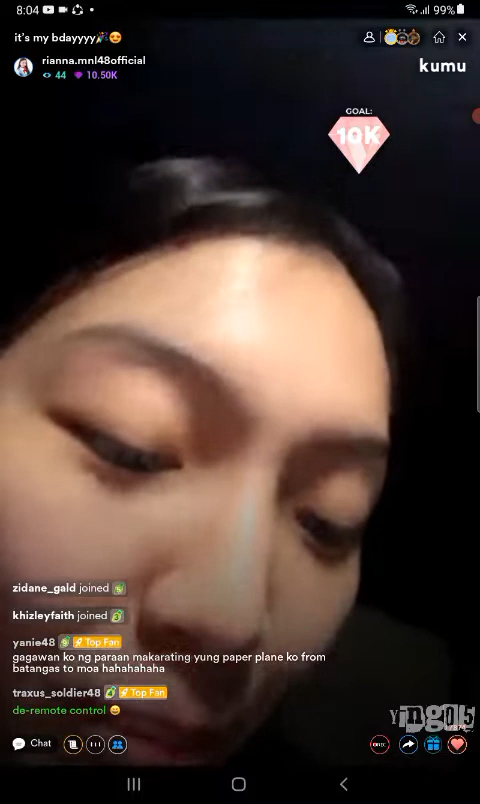 8:04 99%
it's my bdayyyy🎉😍
rianna.mnl48official
44 10.50K
kumu
GOAL:
10K
zidane_gald joined
khizleyfaith joined
yanie48 Top Fan
gagawan ko ng paraan makarating yung paper plane ko from
batangas to moa hahahahaha
traxus_soldier48 Top Fan
de-remote control 😄
Chat